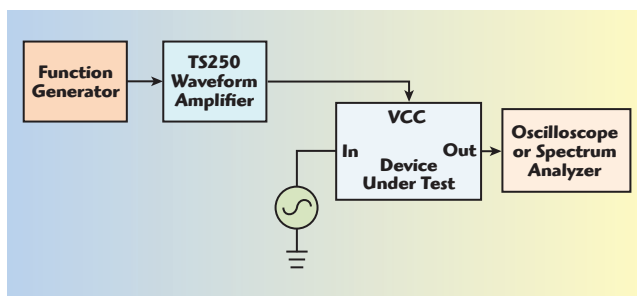 Function
Generator
TS250
Waveform
Amplifier
VCC
In
Out
Device
Under Test
Oscilloscope
or Spectrum
Analyzer